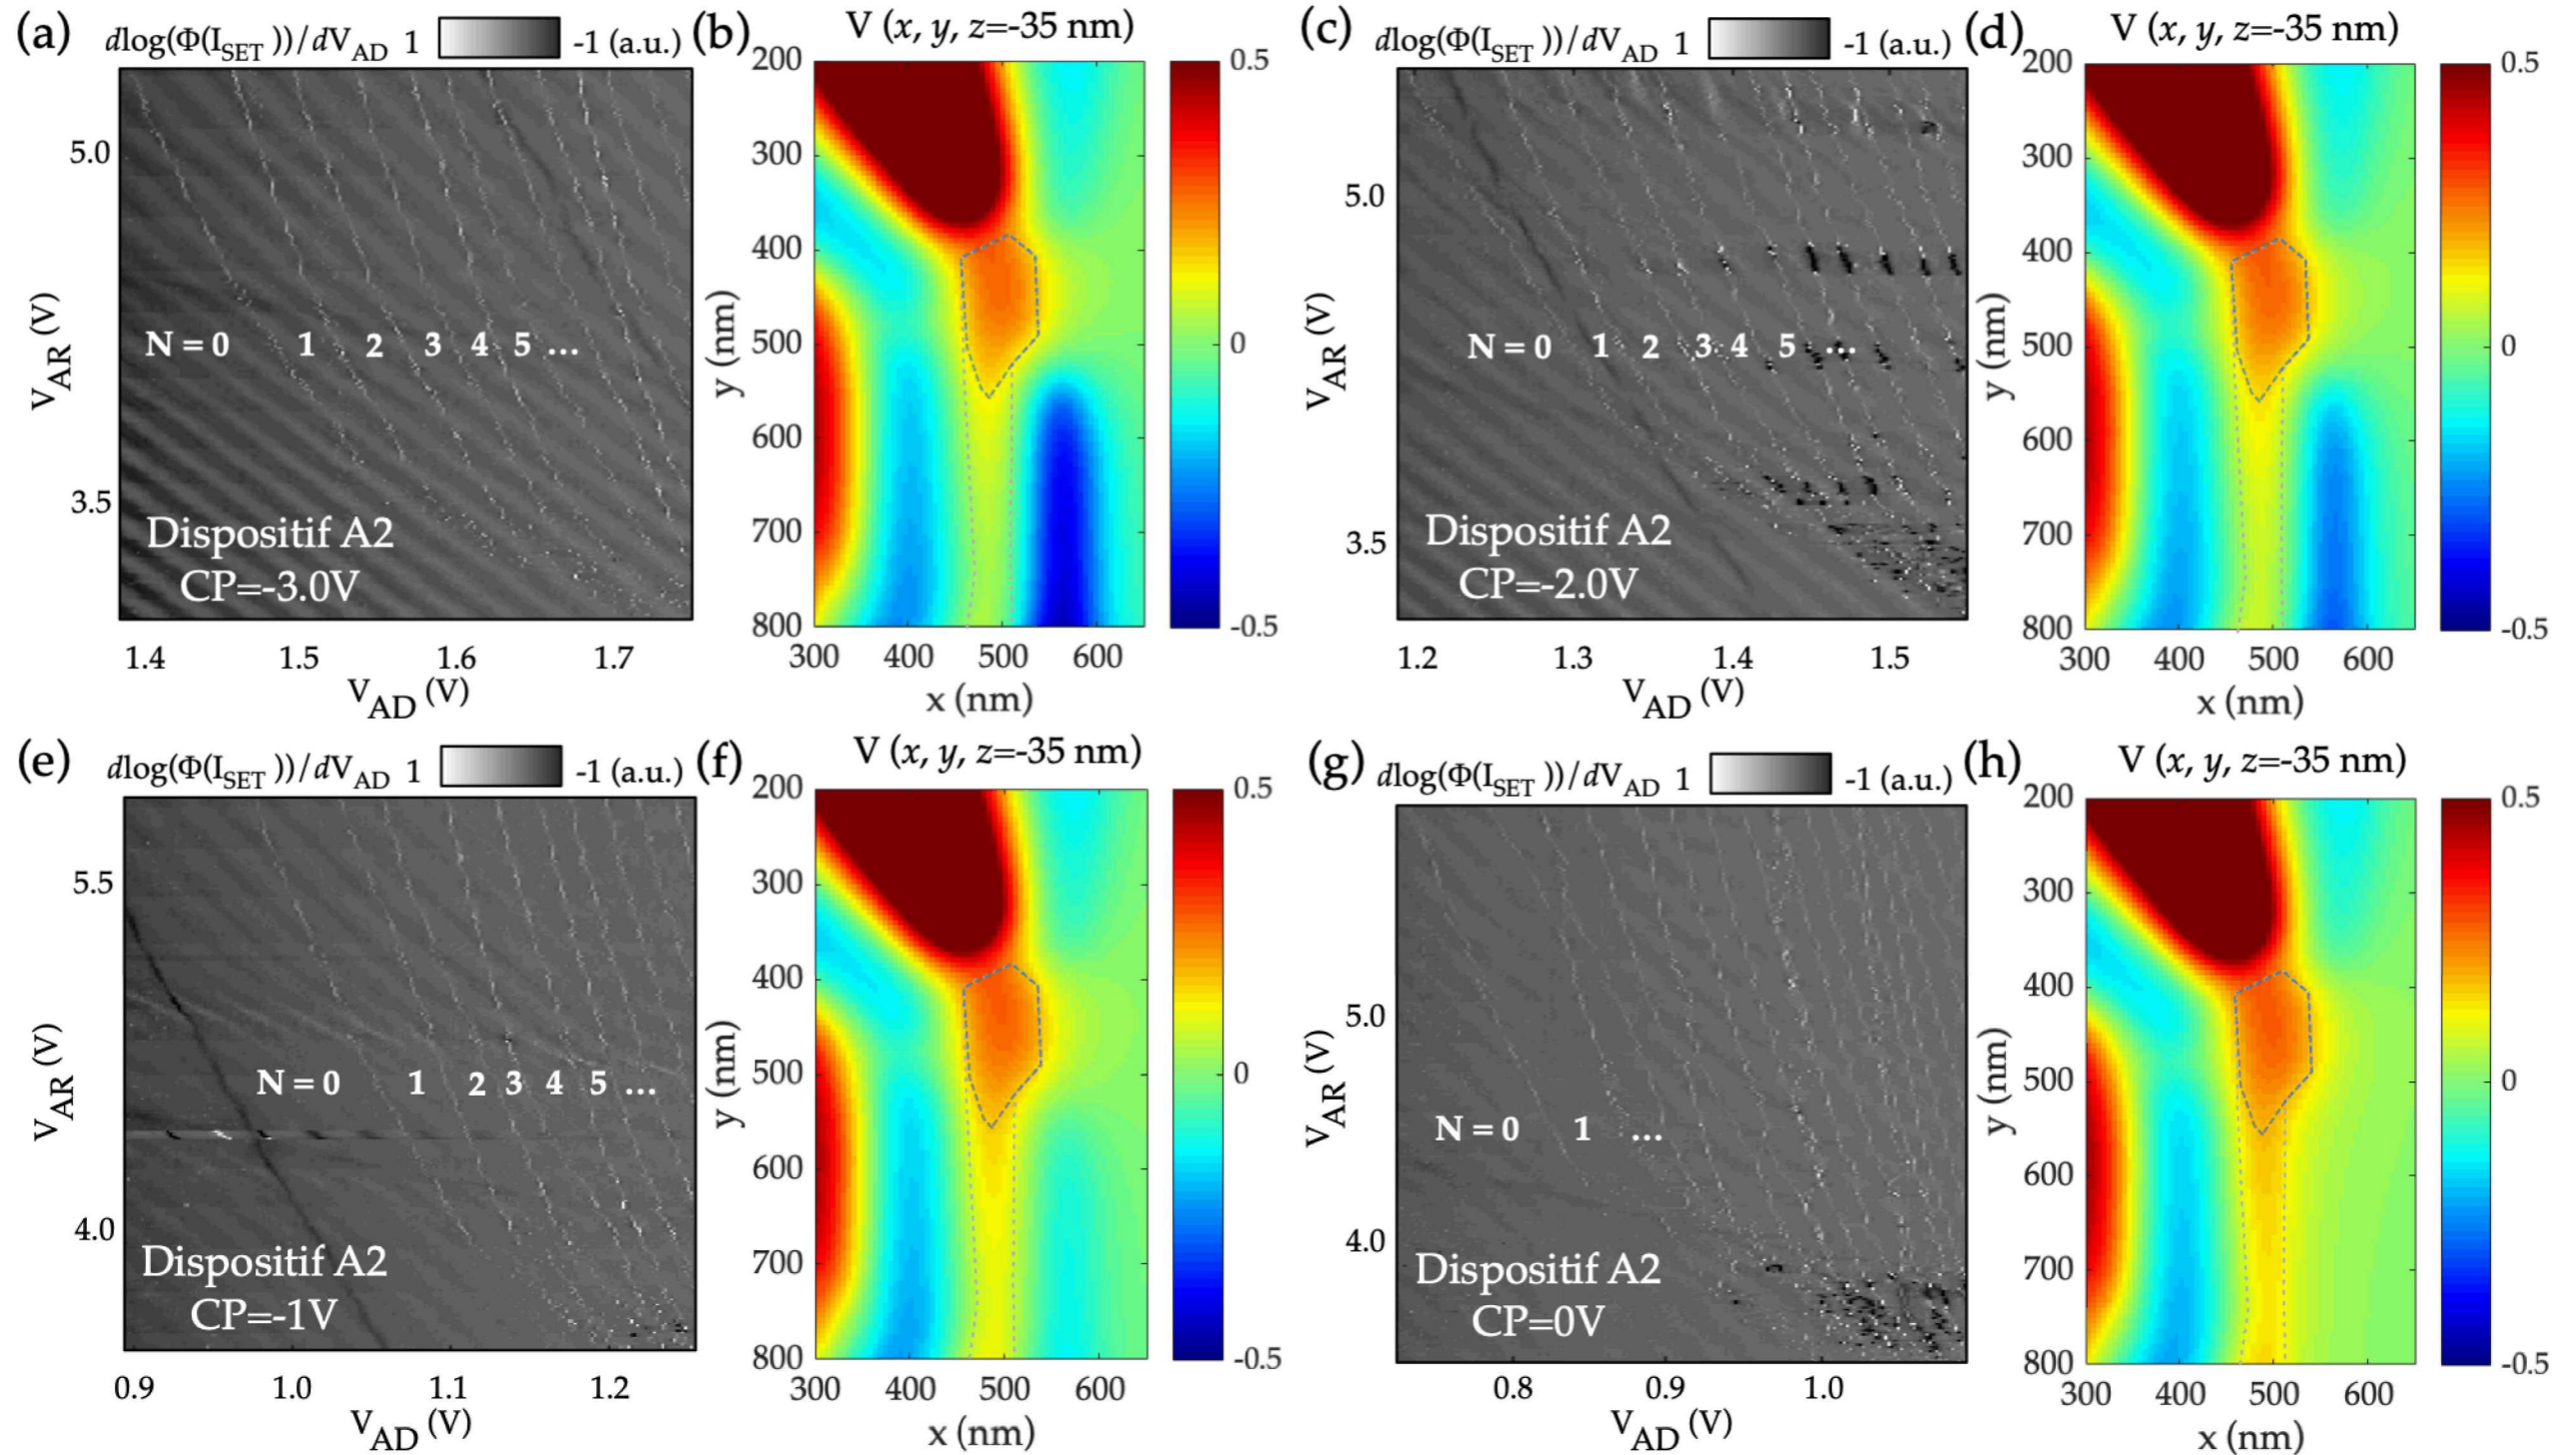 (a) dlog(Φ(I_SET ))/dV_AD 1 -1 (a.u.)
5.0
3.5
V_AR (V)
N = 0 1 2 3 4 5 ...
Dispositif A2
CP=-3.0V
1.4 1.5 1.6 1.7
V_AD (V)
(b) V (x, y, z=-35 nm)
200
300
400
500
600
700
800
y (nm)
300 400 500 600
x (nm)
0.5
0
-0.5
(c) dlog(Φ(I_SET ))/dV_AD 1 -1 (a.u.)
5.0
3.5
V_AR (V)
N = 0 1 2 3 4 5 ...
Dispositif A2
CP=-2.0V
1.2 1.3 1.4 1.5
V_AD (V)
(d) V (x, y, z=-35 nm)
200
300
400
500
600
700
800
y (nm)
300 400 500 600
x (nm)
0.5
0
-0.5
(e) dlog(Φ(I_SET ))/dV_AD 1 -1 (a.u.)
5.5
4.0
V_AR (V)
N = 0 1 2 3 4 5 ...
Dispositif A2
CP=-1V
0.9 1.0 1.1 1.2
V_AD (V)
(f) V (x, y, z=-35 nm)
200
300
400
500
600
700
800
y (nm)
300 400 500 600
x (nm)
0.5
0
-0.5
(g) dlog(Φ(I_SET ))/dV_AD 1 -1 (a.u.)
5.0
4.0
V_AR (V)
N = 0 1 ...
Dispositif A2
CP=0V
0.8 0.9 1.0
V_AD (V)
(h) V (x, y, z=-35 nm)
200
300
400
500
600
700
800
y (nm)
300 400 500 600
x (nm)
0.5
0
-0.5